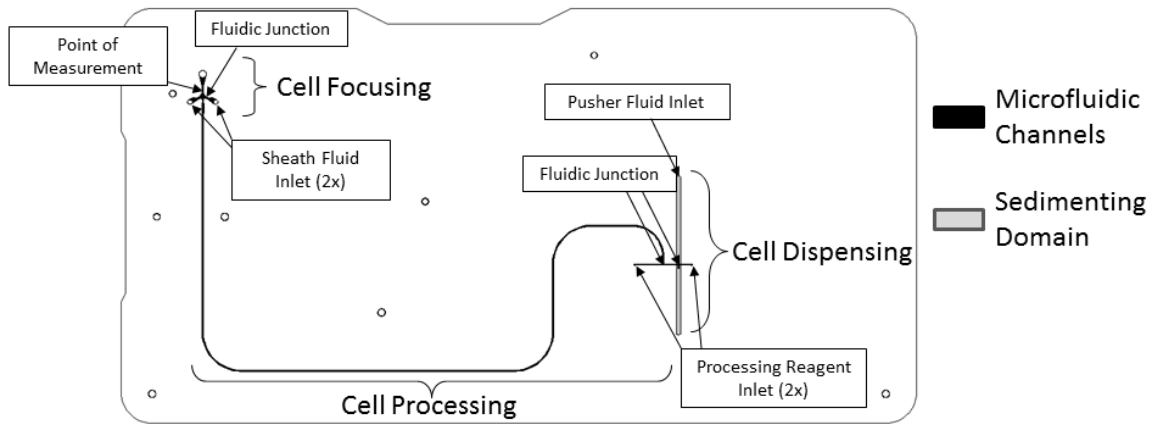 Fluidic Junction
Point of
Measurement
Cell Focusing
Sheath Fluid
Inlet (2x)
Pusher Fluid Inlet
Fluidic Junction
Cell Dispensing
Processing Reagent
Inlet (2x)
Cell Processing
Microfluidic
Channels
Sedimenting
Domain